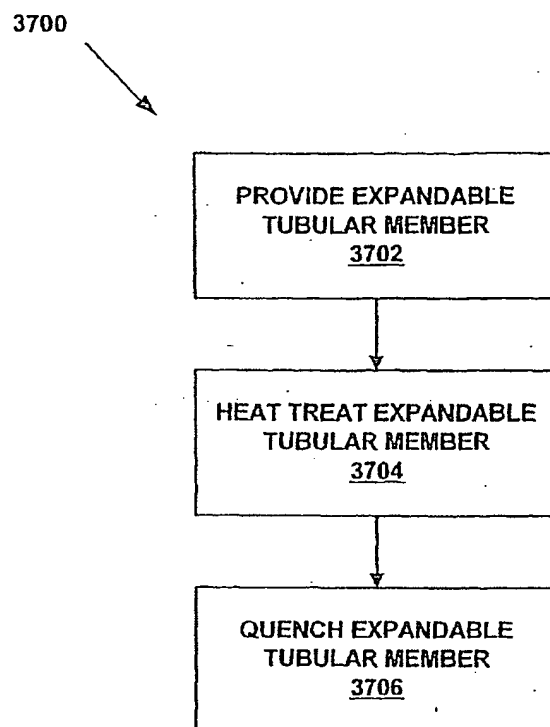 3700
PROVIDE EXPANDABLE
TUBULAR MEMBER
3702
HEAT TREAT EXPANDABLE
TUBULAR MEMBER
3704
QUENCH EXPANDABLE
TUBULAR MEMBER
3706